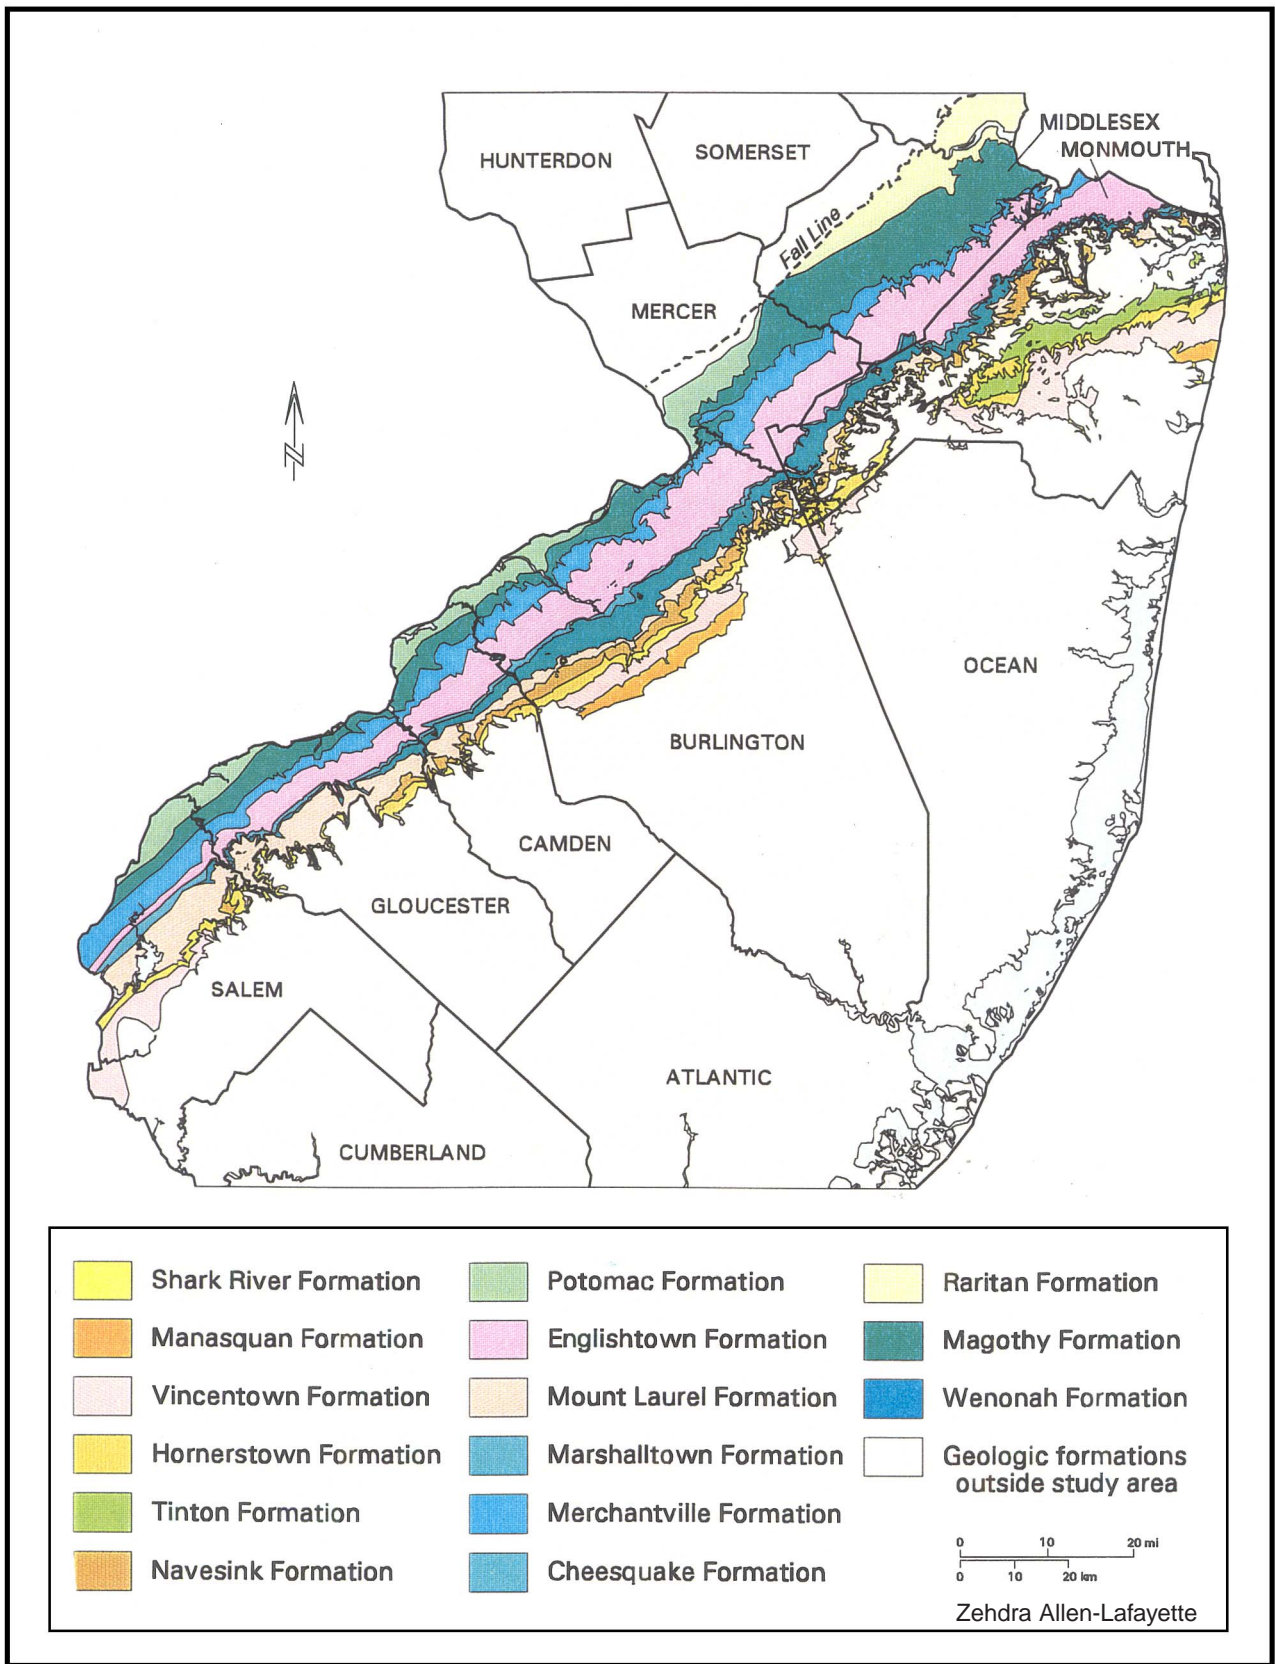 MIDDLESEX
MONMOUTH
HUNTERDON
SOMERSET
Fall Line
MERCER
N
OCEAN
BURLINGTON
CAMDEN
GLOUCESTER
SALEM
ATLANTIC
CUMBERLAND
Shark River Formation
Manasquan Formation
Vincentown Formation
Hornerstown Formation
Tinton Formation
Navesink Formation
Potomac Formation
Englishtown Formation
Mount Laurel Formation
Marshalltown Formation
Merchantville Formation
Cheesquake Formation
Raritan Formation
Magothy Formation
Wenonah Formation
Geologic formations
outside study area
0 10 20 mi
0 10 20 km
Zehdra Allen-Lafayette